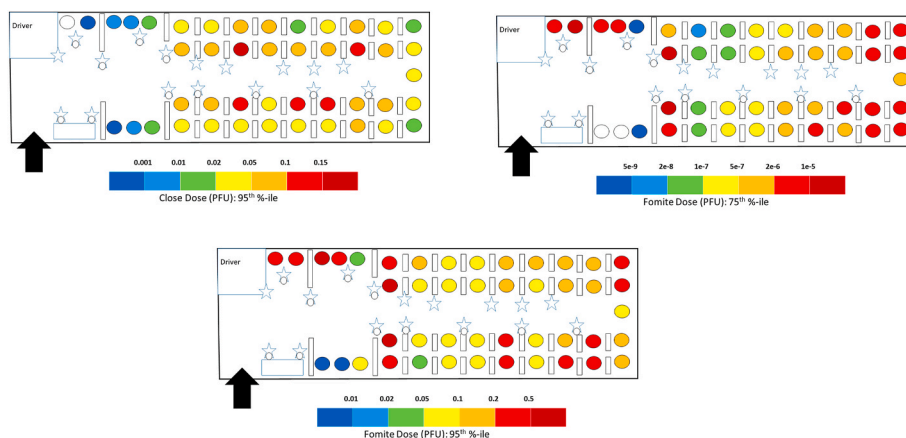 Driver
0.001 0.01 0.02 0.05 0.1 0.15
Close Dose (PFU): 95th %-ile
Driver
5e-9 2e-8 1e-7 5e-7 2e-6 1e-5
Fomite Dose (PFU): 75th %-ile
Driver
0.01 0.02 0.05 0.1 0.2 0.5
Fomite Dose (PFU): 95th %-ile